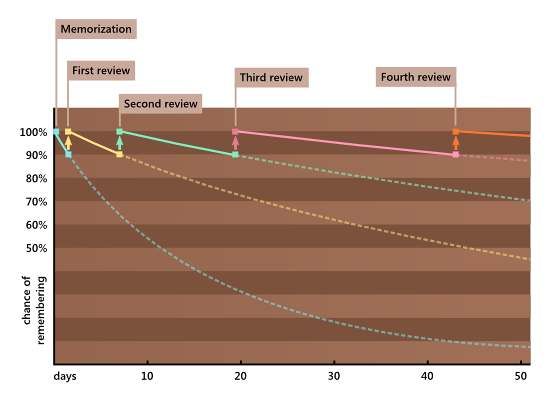 Memorization
First review
Second review
Third review
Fourth review
100%
90%
80%
70%
60%
50%
chance of
remembering
days
10
20
30
40
50